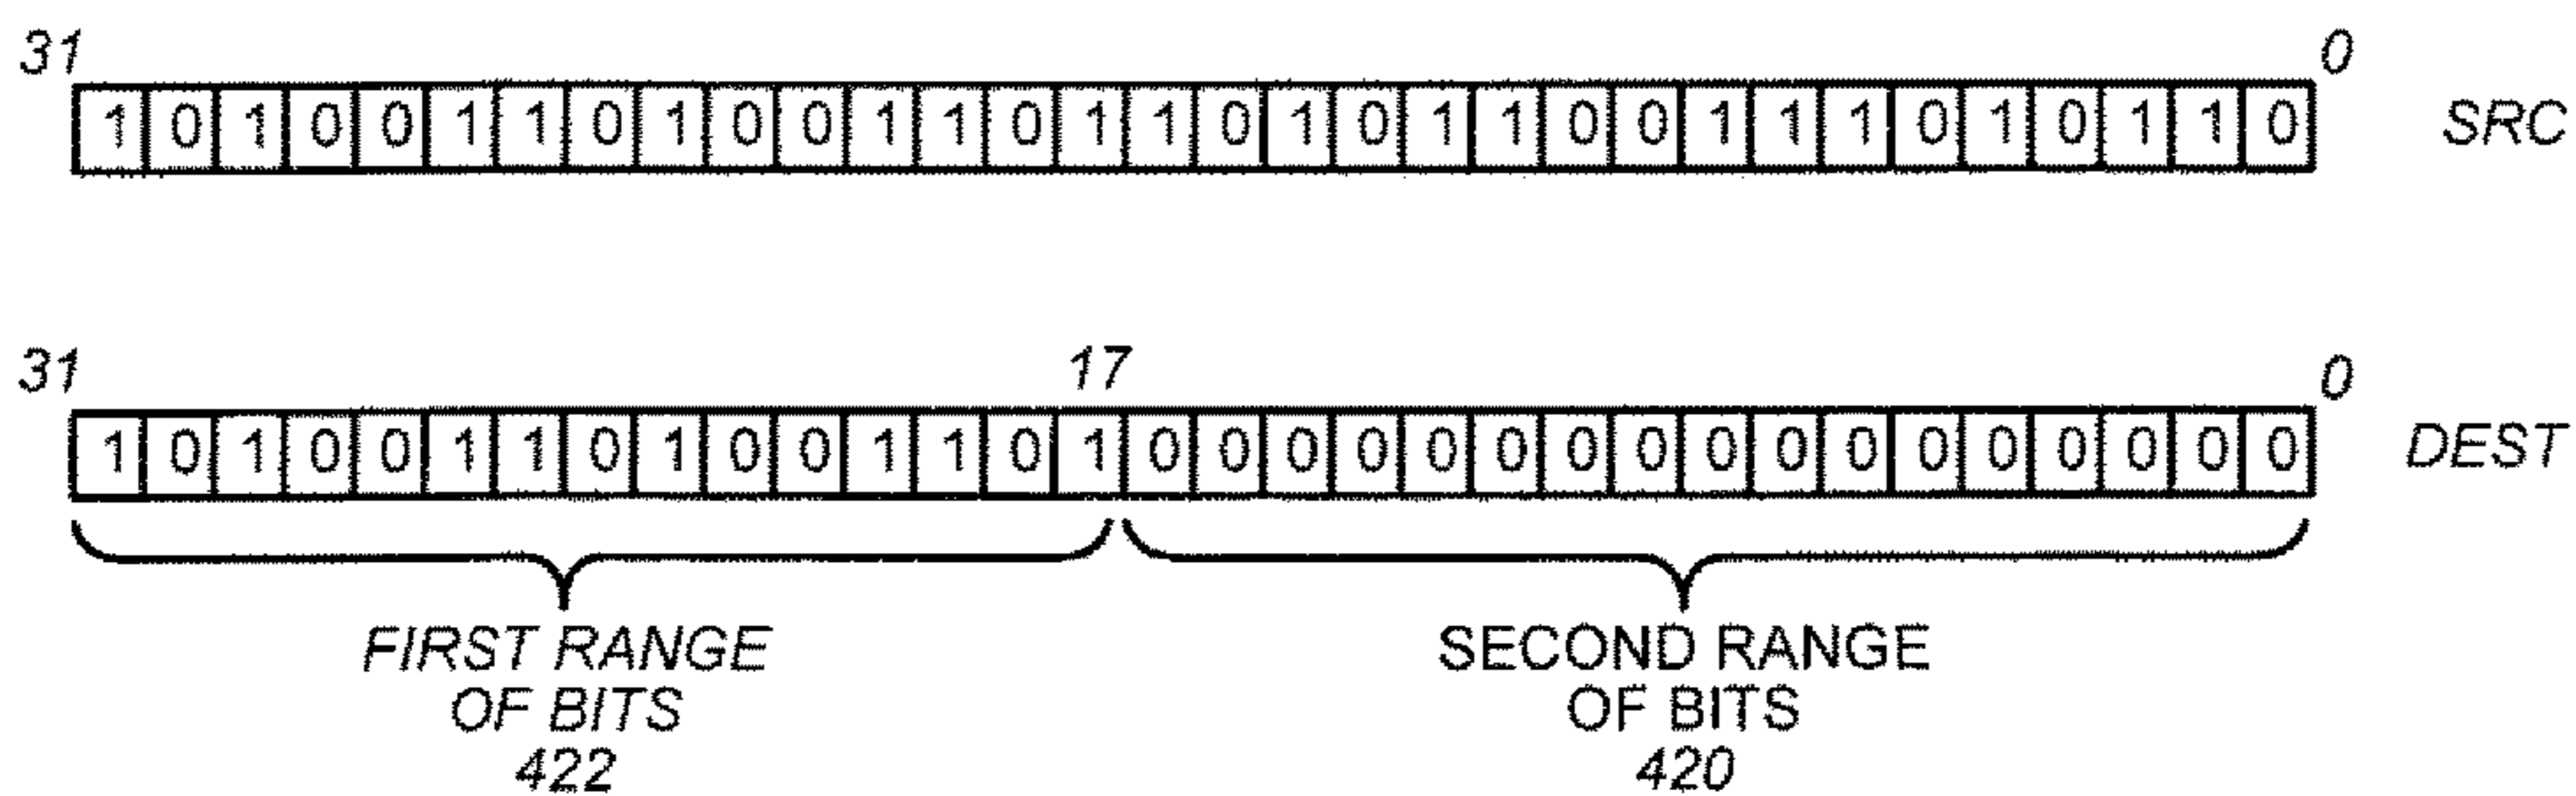 31 0
1 0 1 0 0 1 1 0 1 0 0 1 1 0 1 1 0 1 0 1 1 0 0 1 1 1 0 1 0 1 1 0 SRC
31 17 0
1 0 1 0 0 1 1 0 1 0 0 1 1 0 1 0 0 0 0 0 0 0 0 0 0 0 0 0 0 0 0 0 DEST
FIRST RANGE
OF BITS
422
SECOND RANGE
OF BITS
420